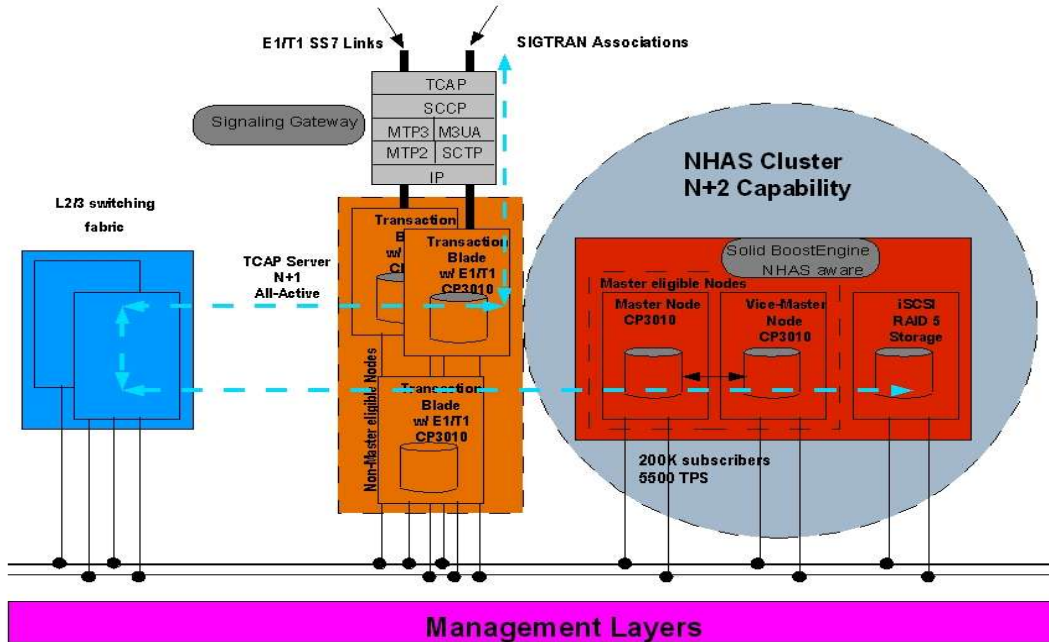 E1/T1 SS7 Links
SIGTRAN Associations
TCAP
SCCP
MTP3 M3UA
MTP2 SCTP
IP
Signaling Gateway
NHAS Cluster
N+2 Capability
L2/3 switching
fabric
TCAP Server
N+1
All-Active
Transaction
Blade
w/ E1/T1
CP3010
Transaction
Blade
w/ E1/T1
CP3010
Non-Master eligible Nodes
Transaction
Blade
w/ E1/T1
CP3010
Solid BoostEngine
NHAS aware
Master eligible Nodes
Master Node
CP3010
Vice-Master
Node
CP3010
iSCSI
RAID 5
Storage
200K subscribers
5500 TPS
Management Layers